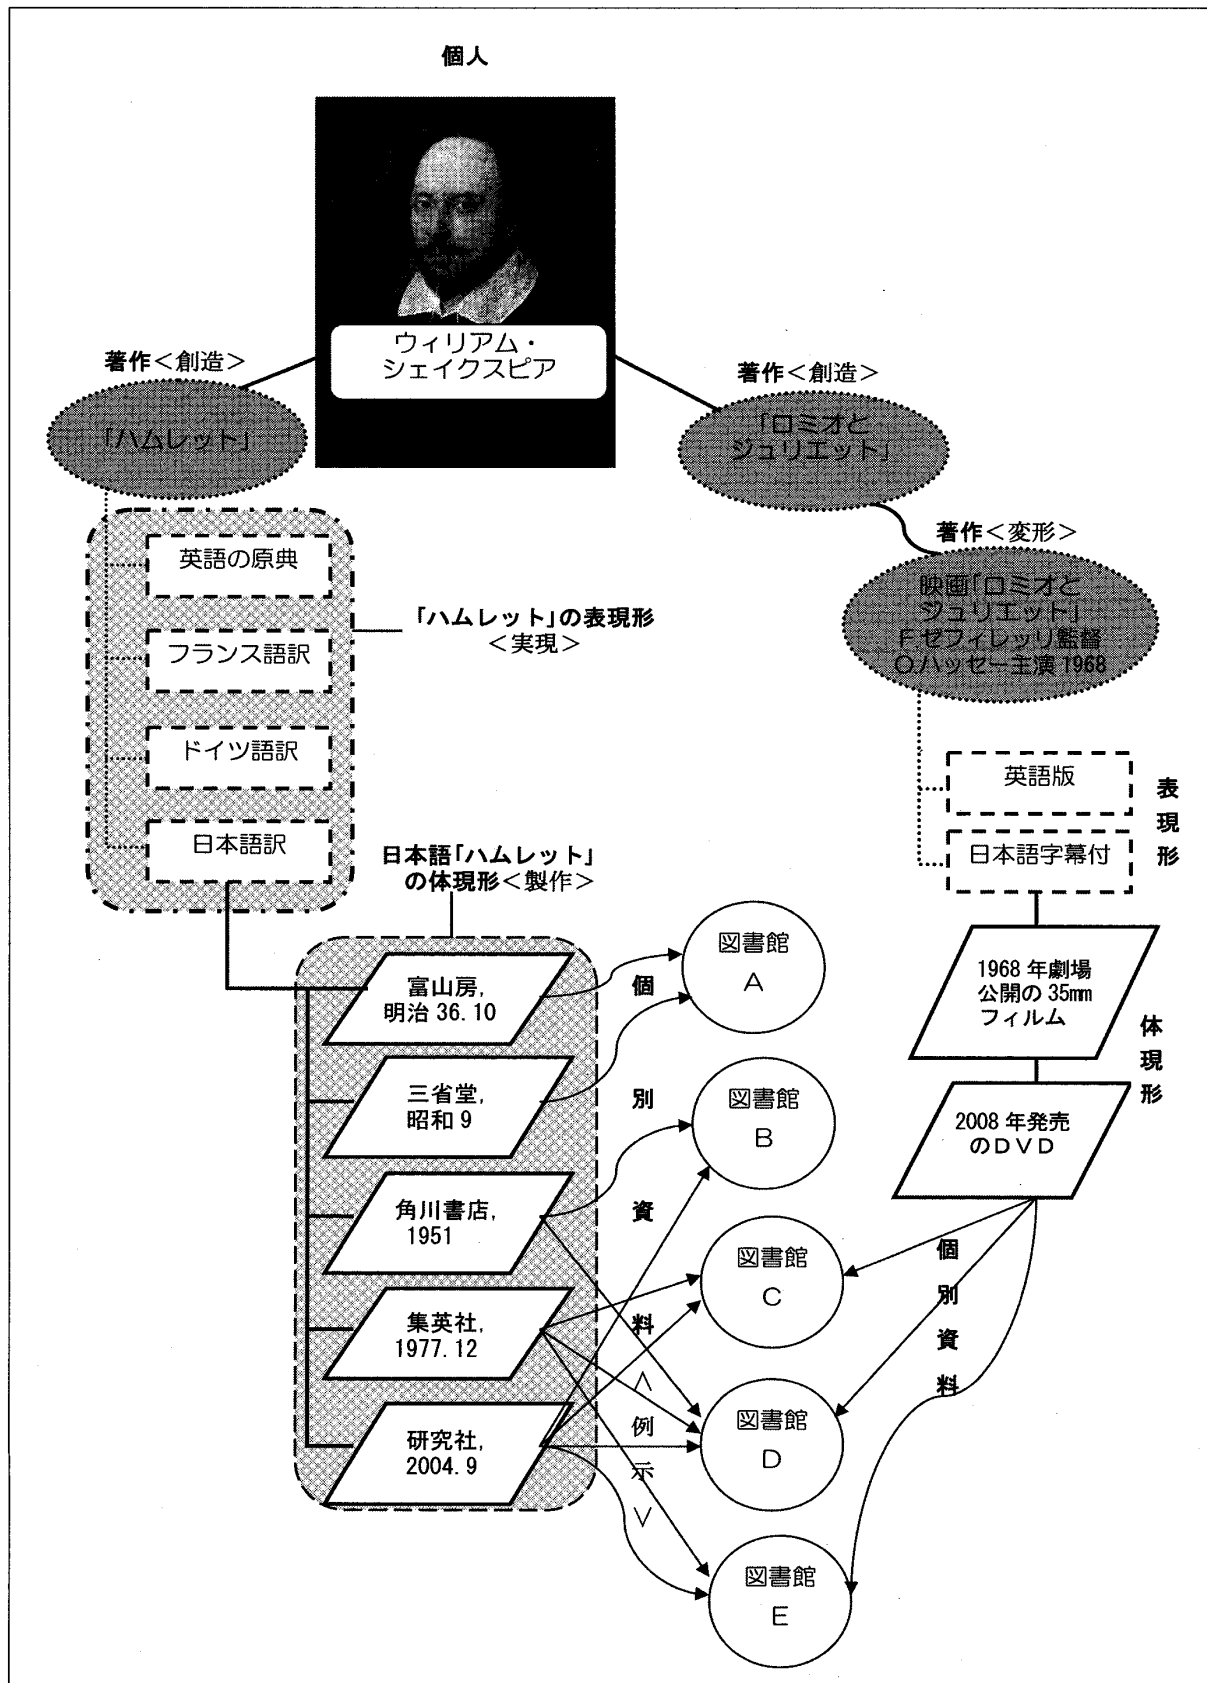 個人
ウィリアム・
シェイクスピア
著作<創造>
「ハムレット」
著作<創造>
「ロミオと
ジュリエット」
著作<変形>
映画「ロミオと
ジュリエット」
F.ゼフィレッリ監督
O.ハッセー主演 1968
英語の原典
フランス語訳
ドイツ語訳
日本語訳
「ハムレット」の表現形
<実現>
英語版
日本語字幕付
表現形
日本語「ハムレット」
の体現形<製作>
富山房,
明治 36.10
三省堂,
昭和 9
角川書店,
1951
集英社,
1977.12
研究社,
2004.9
個別資料<例示>
図書館
A
図書館
B
図書館
C
図書館
D
図書館
E
1968 年劇場
公開の 35mm
フィルム
2008 年発売
のDVD
体現形
個別資料